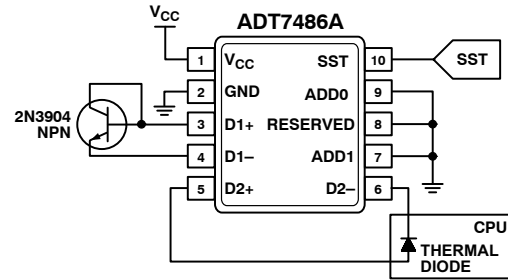 ADT7486A
VCC
1 VCC
SST 10
SST
2 GND
ADD0 9
2N3904
NPN
3 D1+
RESERVED 8
4 D1–
ADD1 7
5 D2+
D2– 6
CPU
THERMAL
DIODE